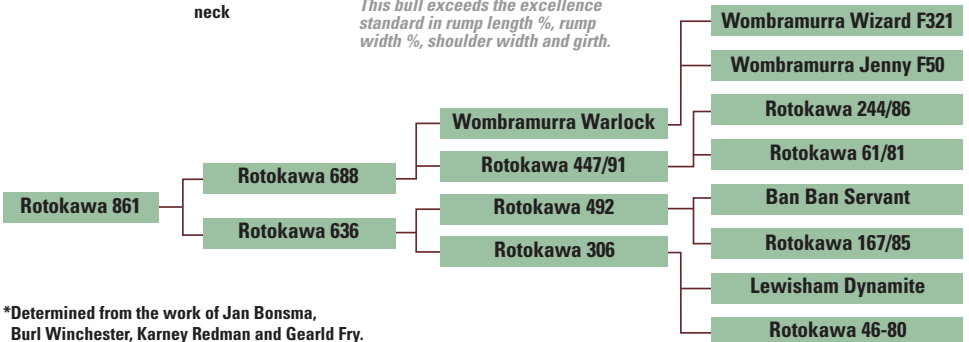 neck
This bull exceeds the excellence
standard in rump length %, rump
width %, shoulder width and girth.
Wombramurra Wizard F321
Wombramurra Jenny F50
Wombramurra Warlock
Rotokawa 244/86
Rotokawa 447/91
Rotokawa 61/81
Rotokawa 688
Rotokawa 861
Rotokawa 636
Rotokawa 492
Ban Ban Servant
Rotokawa 306
Rotokawa 167/85
Lewisham Dynamite
Rotokawa 46-80
*Determined from the work of Jan Bonsma,
Burl Winchester, Karney Redman and Gearld Fry.